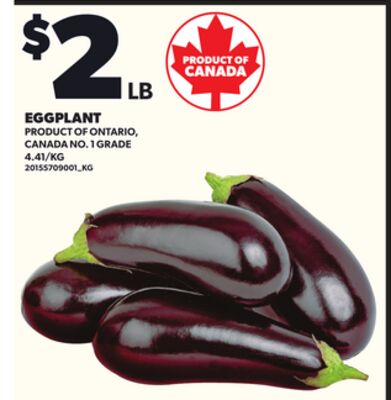 $2 LB
PRODUCT OF
CANADA
EGGPLANT
PRODUCT OF ONTARIO,
CANADA NO. 1 GRADE
4.41/KG
20155709001_KG